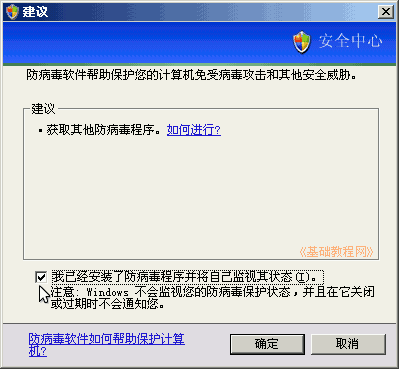 建议
安全中心
防病毒软件帮助保护您的计算机免受病毒攻击和其他安全威胁。
建议
• 获取其他防病毒程序。如何进行?
《基础教程网》
我已经安装了防病毒程序并将自己监视其状态(I)。
注意: Windows 不会监视您的防病毒保护状态，并且在它关闭
或过期时不会通知您。
防病毒软件如何帮助保护计算
机?
确定
取消